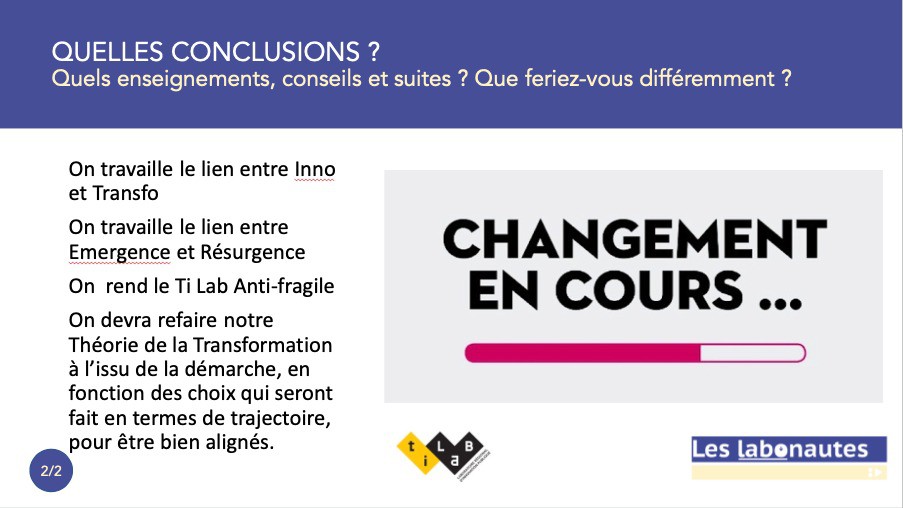 QUELLES CONCLUSIONS ?
Quels enseignements, conseils et suites ? Que feriez-vous différemment ?
On travaille le lien entre Inno
et Transfo
On travaille le lien entre
Emergence et Résurgence
On  rend le Ti Lab Anti-fragile
On devra refaire notre
Théorie de la Transformation
à l’issu de la démarche, en
fonction des choix qui seront
fait en termes de trajectoire,
pour être bien alignés.
CHANGEMENT
EN COURS ...
ti LaB
Les labonautes
2/2